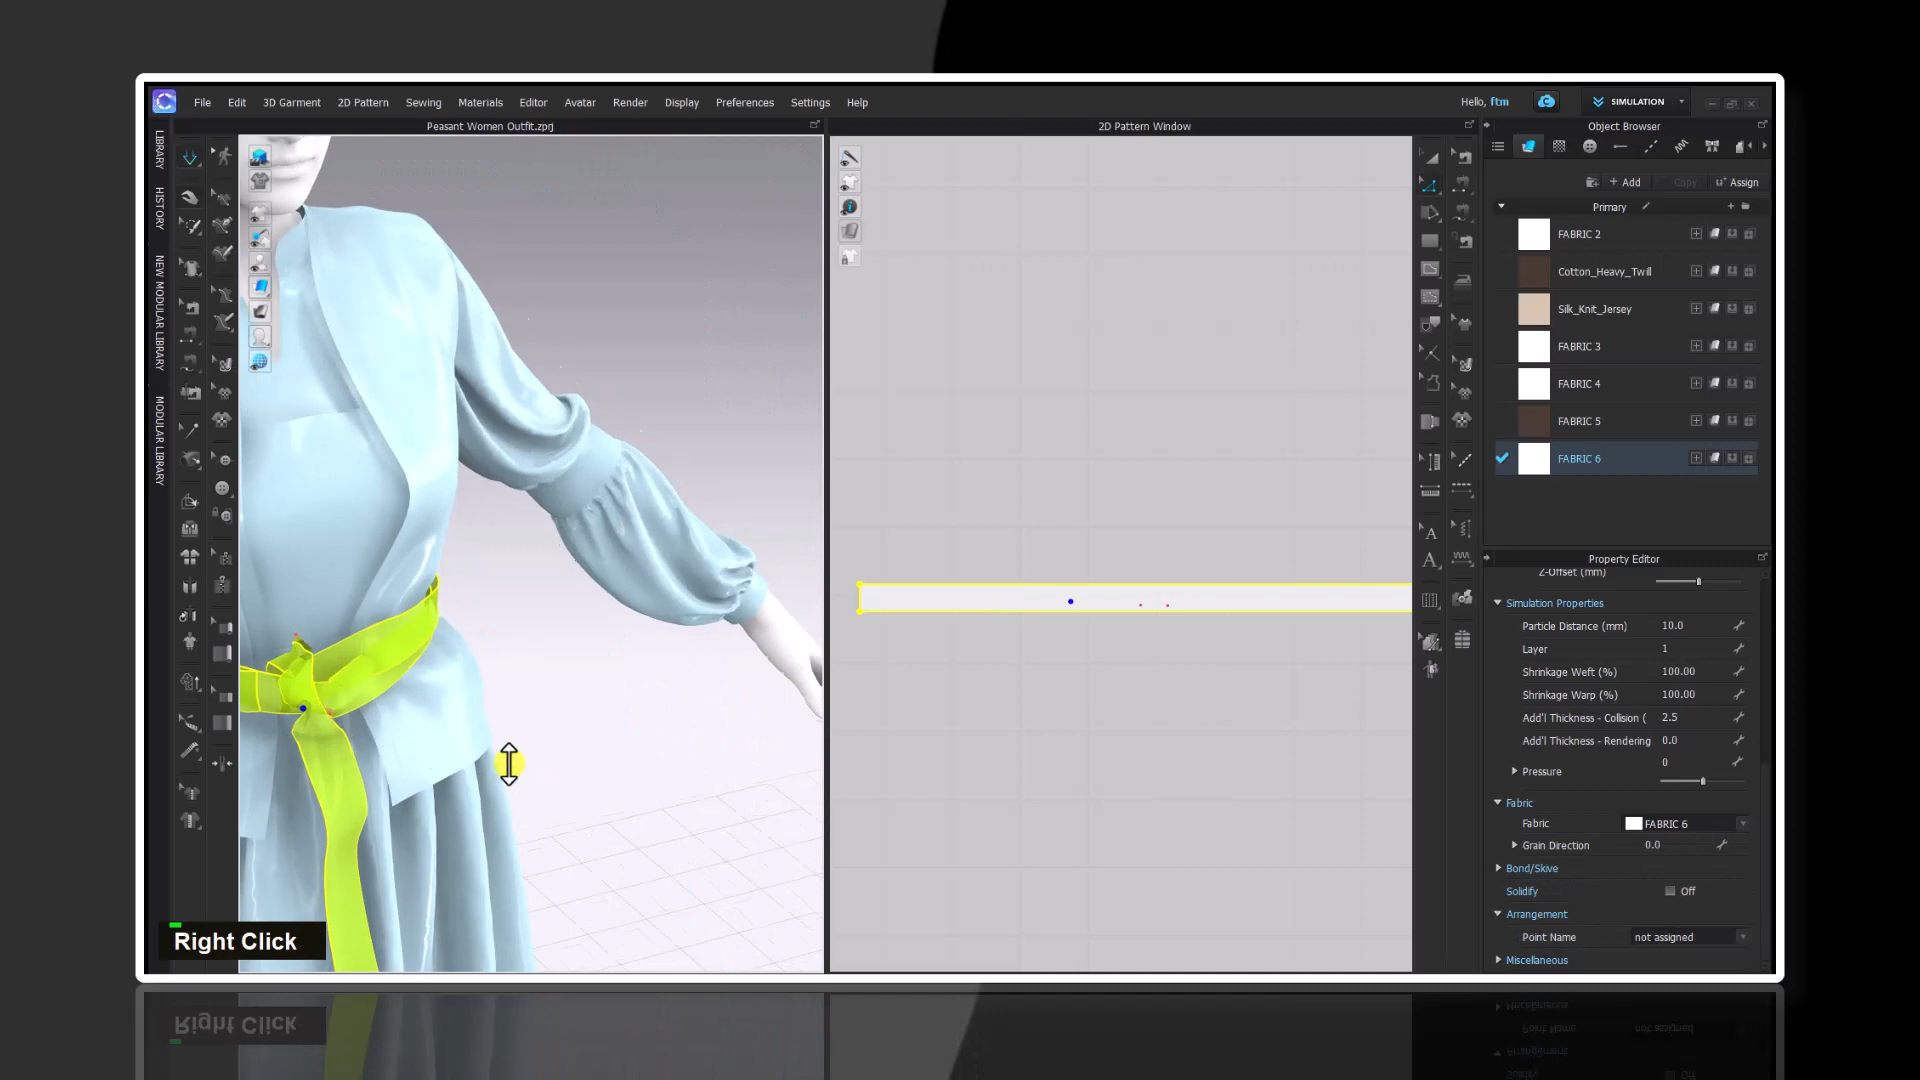 File Edit 3D Garment 2D Pattern Sewing Materials Editor Avatar Render Display Preferences Settings Help
Hello, ftm
SIMULATION
Peasant Women Outfit.zprj
2D Pattern Window
Object Browser
LIBRARY
HISTORY
NEW MODULAR LIBRARY
MODULAR LIBRARY
+ Add Copy Assign
Primary
FABRIC 2
Cotton_Heavy_Twill
Silk_Knit_Jersey
FABRIC 3
FABRIC 4
FABRIC 5
FABRIC 6
Property Editor
Z-Offset (mm)
Simulation Properties
Particle Distance (mm) 10.0
Layer 1
Shrinkage Weft (%) 100.00
Shrinkage Warp (%) 100.00
Add'l Thickness - Collision ( 2.5
Add'l Thickness - Rendering 0.0
Pressure 0
Fabric
Fabric FABRIC 6
Grain Direction 0.0
Bond/Skive
Solidify Off
Arrangement
Point Name not assigned
Miscellaneous
Right Click